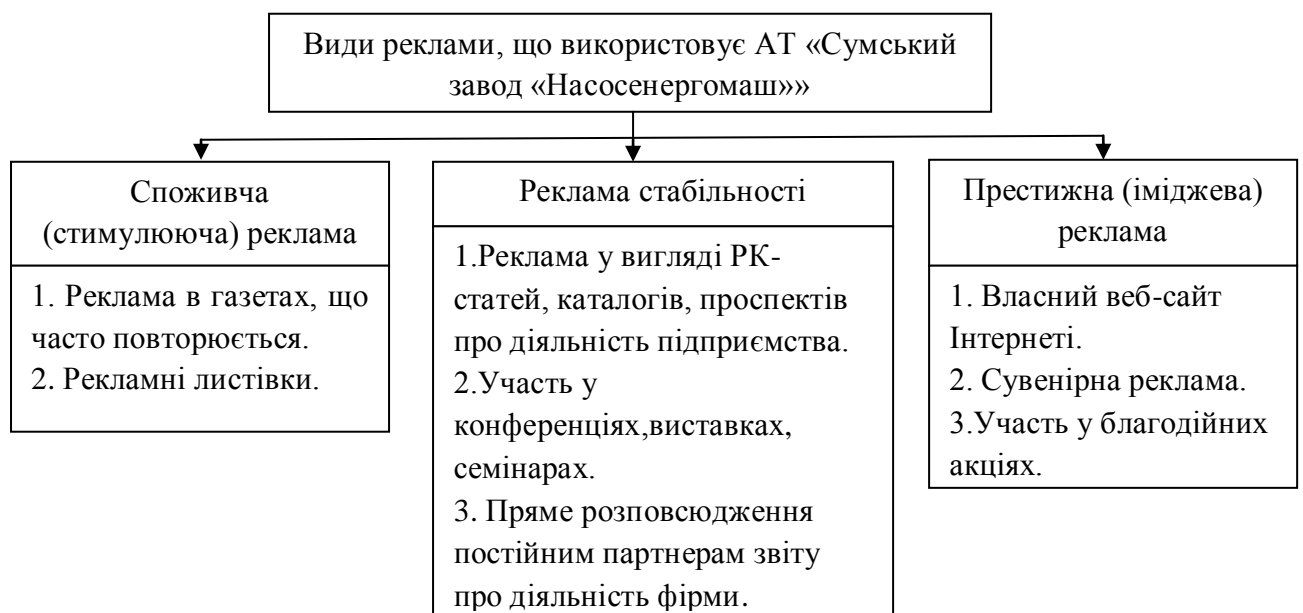 Види реклами, що використовує АТ «Сумський
завод «Насосенергомаш»»
Споживча
(стимулююча) реклама
1. Реклама в газетах, що
часто повторюється.
2. Рекламні листівки.
Реклама стабільності
1.Реклама у вигляді РК-
статей, каталогів, проспектів
про діяльність підприємства.
2.Участь у
конференціях,виставках,
семінарах.
3. Пряме розповсюдження
постійним партнерам звіту
про діяльність фірми.
Престижна (іміджева)
реклама
1. Власний веб-сайт
Інтернеті.
2. Сувенірна реклама.
3.Участь у благодійних
акціях.